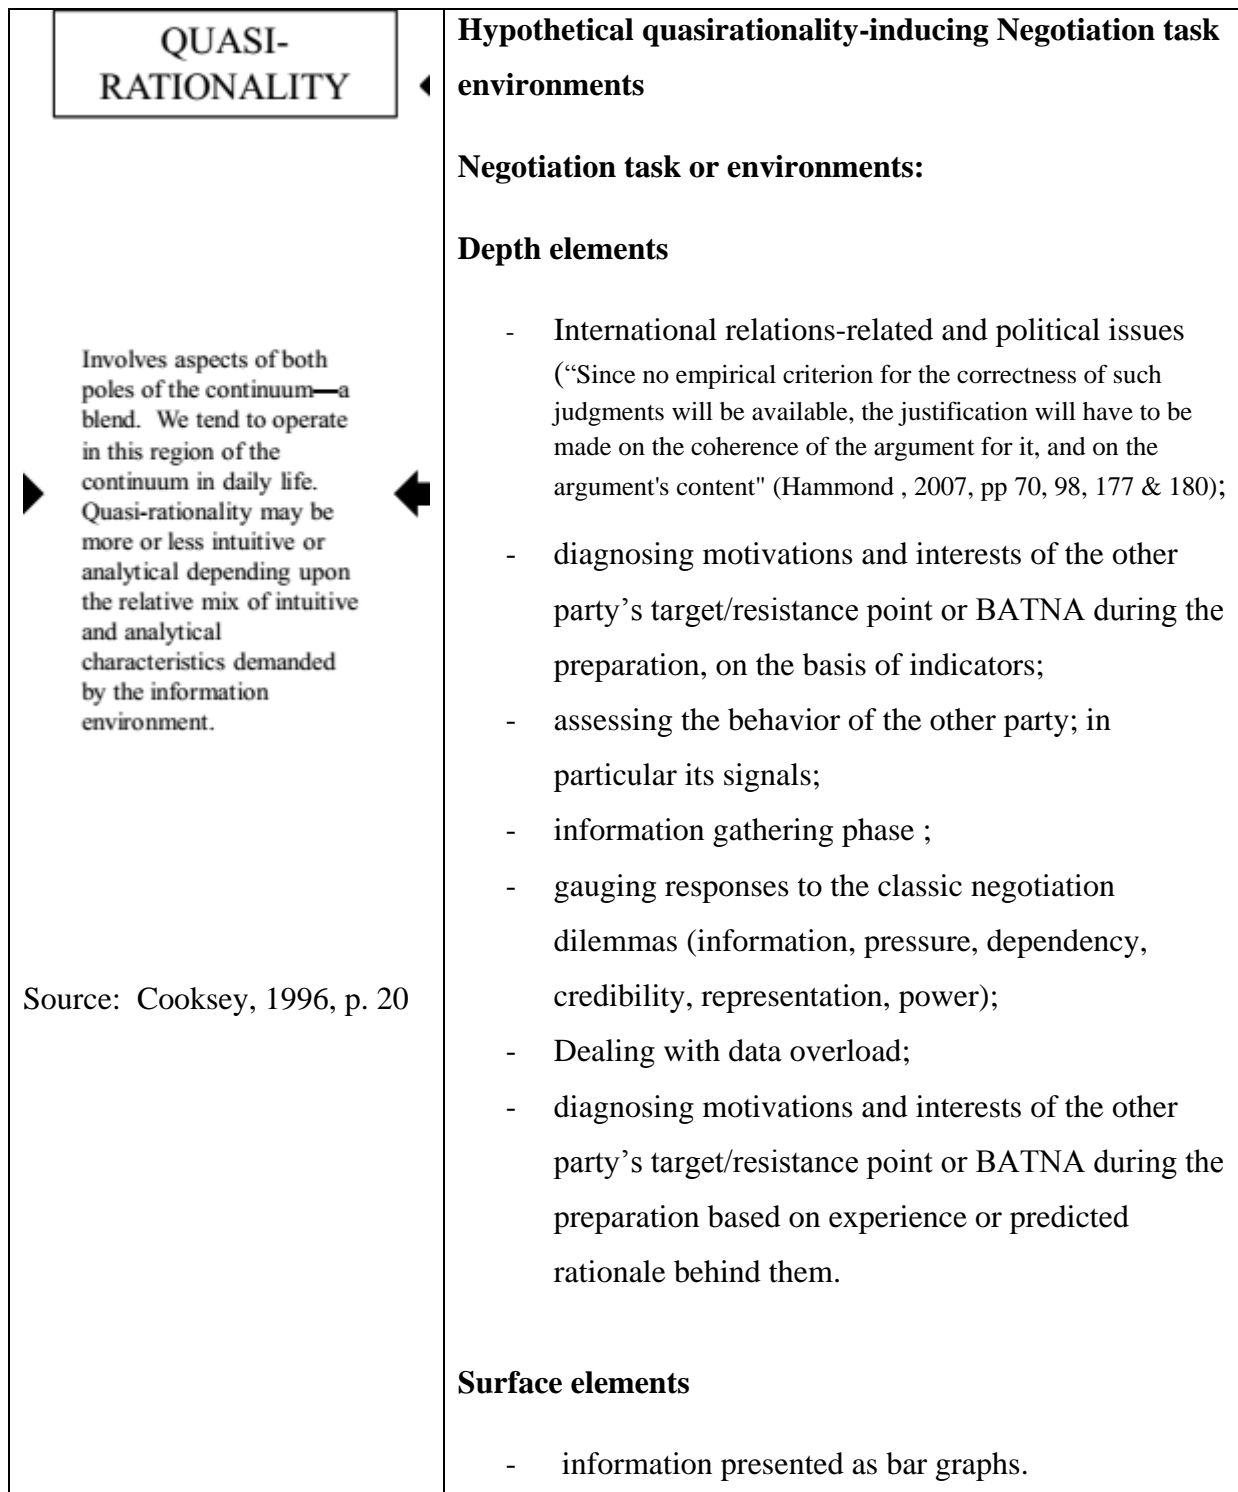 QUASI-
RATIONALITY
Involves aspects of both
poles of the continuum—a
blend. We tend to operate
in this region of the
continuum in daily life.
Quasi-rationality may be
more or less intuitive or
analytical depending upon
the relative mix of intuitive
and analytical
characteristics demanded
by the information
environment.
Source: Cooksey, 1996, p. 20
Hypothetical quasirationality-inducing Negotiation task
environments
Negotiation task or environments:
Depth elements
- International relations-related and political issues
(“Since no empirical criterion for the correctness of such
judgments will be available, the justification will have to be
made on the coherence of the argument for it, and on the
argument's content" (Hammond , 2007, pp 70, 98, 177 & 180);
- diagnosing motivations and interests of the other
party’s target/resistance point or BATNA during the
preparation, on the basis of indicators;
- assessing the behavior of the other party; in
particular its signals;
- information gathering phase ;
- gauging responses to the classic negotiation
dilemmas (information, pressure, dependency,
credibility, representation, power);
- Dealing with data overload;
- diagnosing motivations and interests of the other
party’s target/resistance point or BATNA during the
preparation based on experience or predicted
rationale behind them.
Surface elements
- information presented as bar graphs.